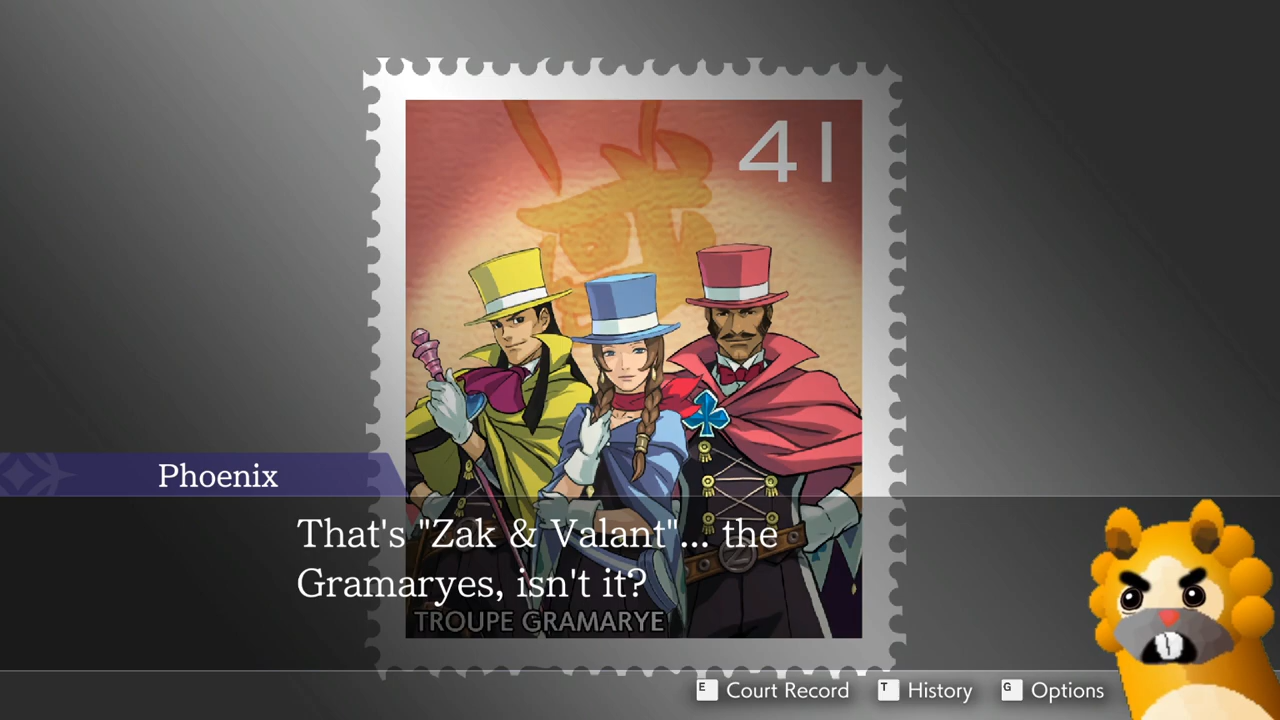 41
Phoenix
That's "Zak & Valant"... the
Gramaryes, isn't it?
TROUPE GRAMARYE
E Court Record T History G Options